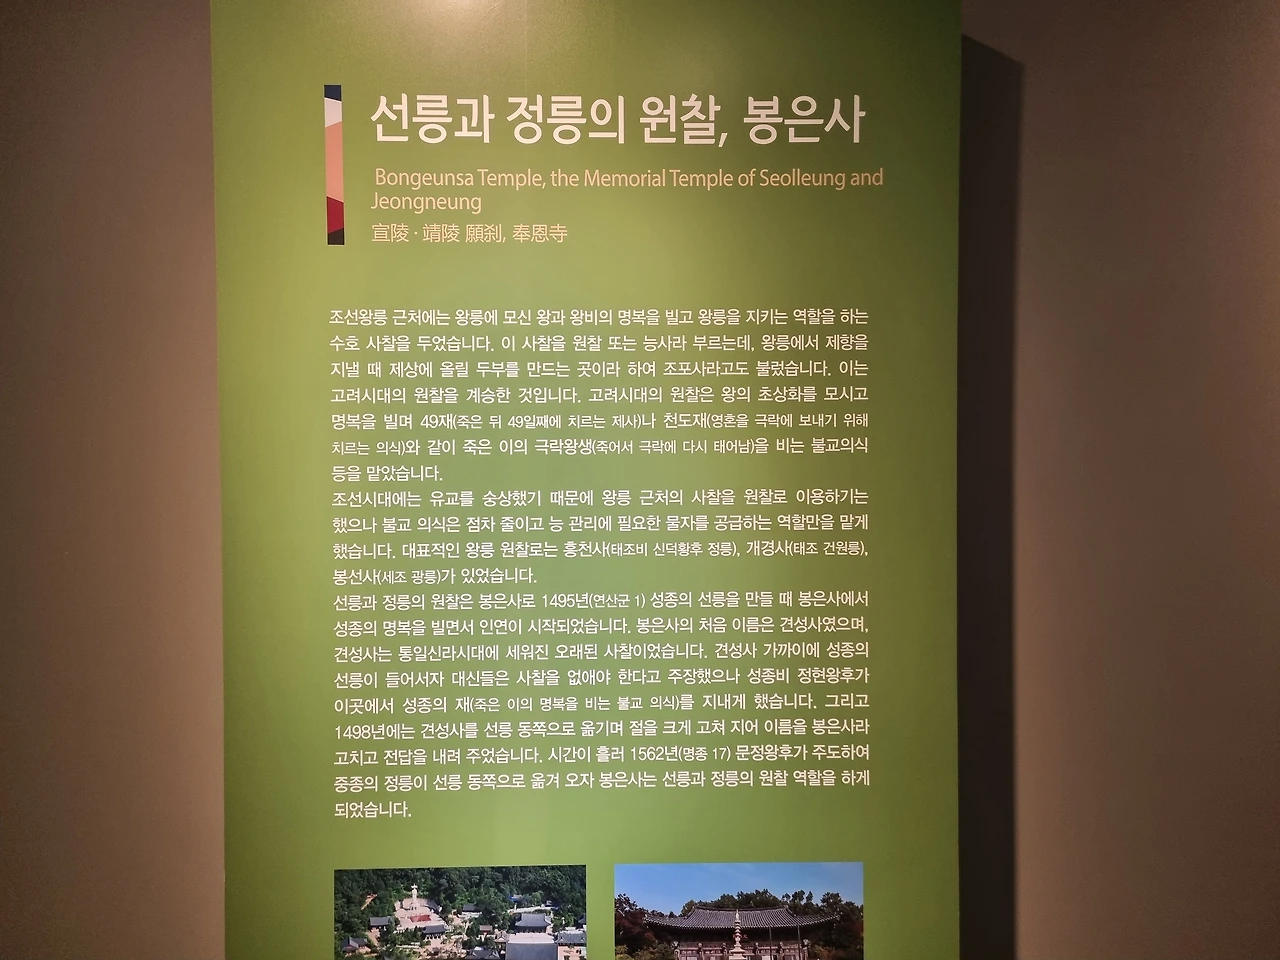 선릉과 정릉의 원찰, 봉은사
Bongeunsa Temple, the Memorial Temple of Seolleung and
Jeongneung
宣陵 · 靖陵 願刹, 奉恩寺
조선왕릉 근처에는 왕릉에 모신 왕과 왕비의 명복을 빌고 왕릉을 지키는 역할을 하는
수호 사찰을 두었습니다. 이 사찰을 원찰 또는 능사라 부르는데, 왕릉에서 제향을
지낼 때 제상에 올릴 두부를 만드는 곳이라 하여 조포사라고도 불렀습니다. 이는
고려시대의 원찰을 계승한 것입니다. 고려시대의 원찰은 왕의 초상화를 모시고
명복을 빌며 49재(죽은 뒤 49일째에 치르는 제사)나 천도재(영혼을 극락에 보내기 위해
치르는 의식)와 같이 죽은 이의 극락왕생(죽어서 극락에 다시 태어남)을 비는 불교의식
등을 맡았습니다.
조선시대에는 유교를 숭상했기 때문에 왕릉 근처의 사찰을 원찰로 이용하기는
했으나 불교 의식은 점차 줄이고 능 관리에 필요한 물자를 공급하는 역할만을 맡게
했습니다. 대표적인 왕릉 원찰로는 흥천사(태조비 신덕황후 정릉), 개경사(태조 건원릉),
봉선사(세조 광릉)가 있었습니다.
선릉과 정릉의 원찰은 봉은사로 1495년(연산군 1) 성종의 선릉을 만들 때 봉은사에서
성종의 명복을 빌면서 인연이 시작되었습니다. 봉은사의 처음 이름은 견성사였으며,
견성사는 통일신라시대에 세워진 오래된 사찰이었습니다. 견성사 가까이에 성종의
선릉이 들어서자 대신들은 사찰을 없애야 한다고 주장했으나 성종비 정현왕후가
이곳에서 성종의 재(죽은 이의 명복을 비는 불교 의식)를 지내게 했습니다. 그리고
1498년에는 견성사를 선릉 동쪽으로 옮기며 절을 크게 고쳐 지어 이름을 봉은사라
고치고 전답을 내려 주었습니다. 시간이 흘러 1562년(명종 17) 문정왕후가 주도하여
중종의 정릉이 선릉 동쪽으로 옮겨 오자 봉은사는 선릉과 정릉의 원찰 역할을 하게
되었습니다.